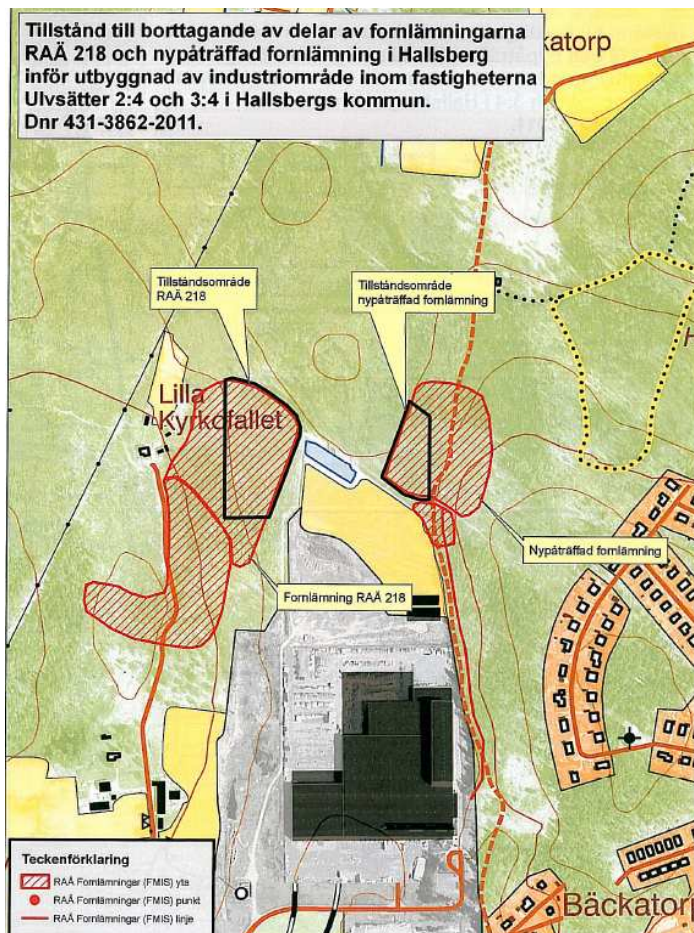 Tillstånd till borttagande av delar av fornlämningarna
RAÄ 218 och nypåträffad fornlämning i Hallsberg
inför utbyggnad av industriområde inom fastigheterna
Ulvsätter 2:4 och 3:4 i Hallsbergs kommun.
Dnr 431-3862-2011.
katorp
Tillståndsområde
RAÄ 218
Tillståndsområde
nypåträffad fornlämning
Lilla
Kyrkofallet
H
Nypåträffad fornlämning
Fornlämning RAÄ 218
Teckenförklaring
RAÄ Fornlämningar (FMIS) yta
RAÄ Fornlämningar (FMIS) punkt
RAÄ Fornlämningar (FMIS) linje
Bäckatorp